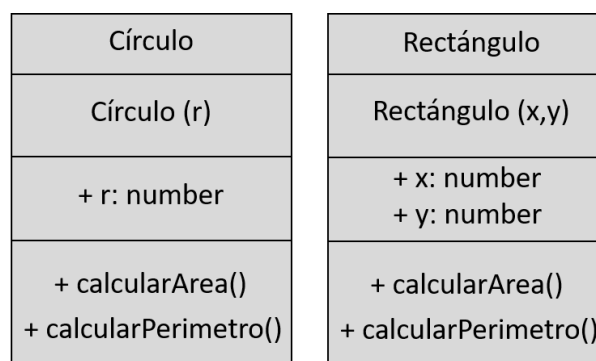 Círculo
Círculo (r)
+ r: number
+ calcularArea()
+ calcularPerimetro()
Rectángulo
Rectángulo (x,y)
+ x: number
+ y: number
+ calcularArea()
+ calcularPerimetro()